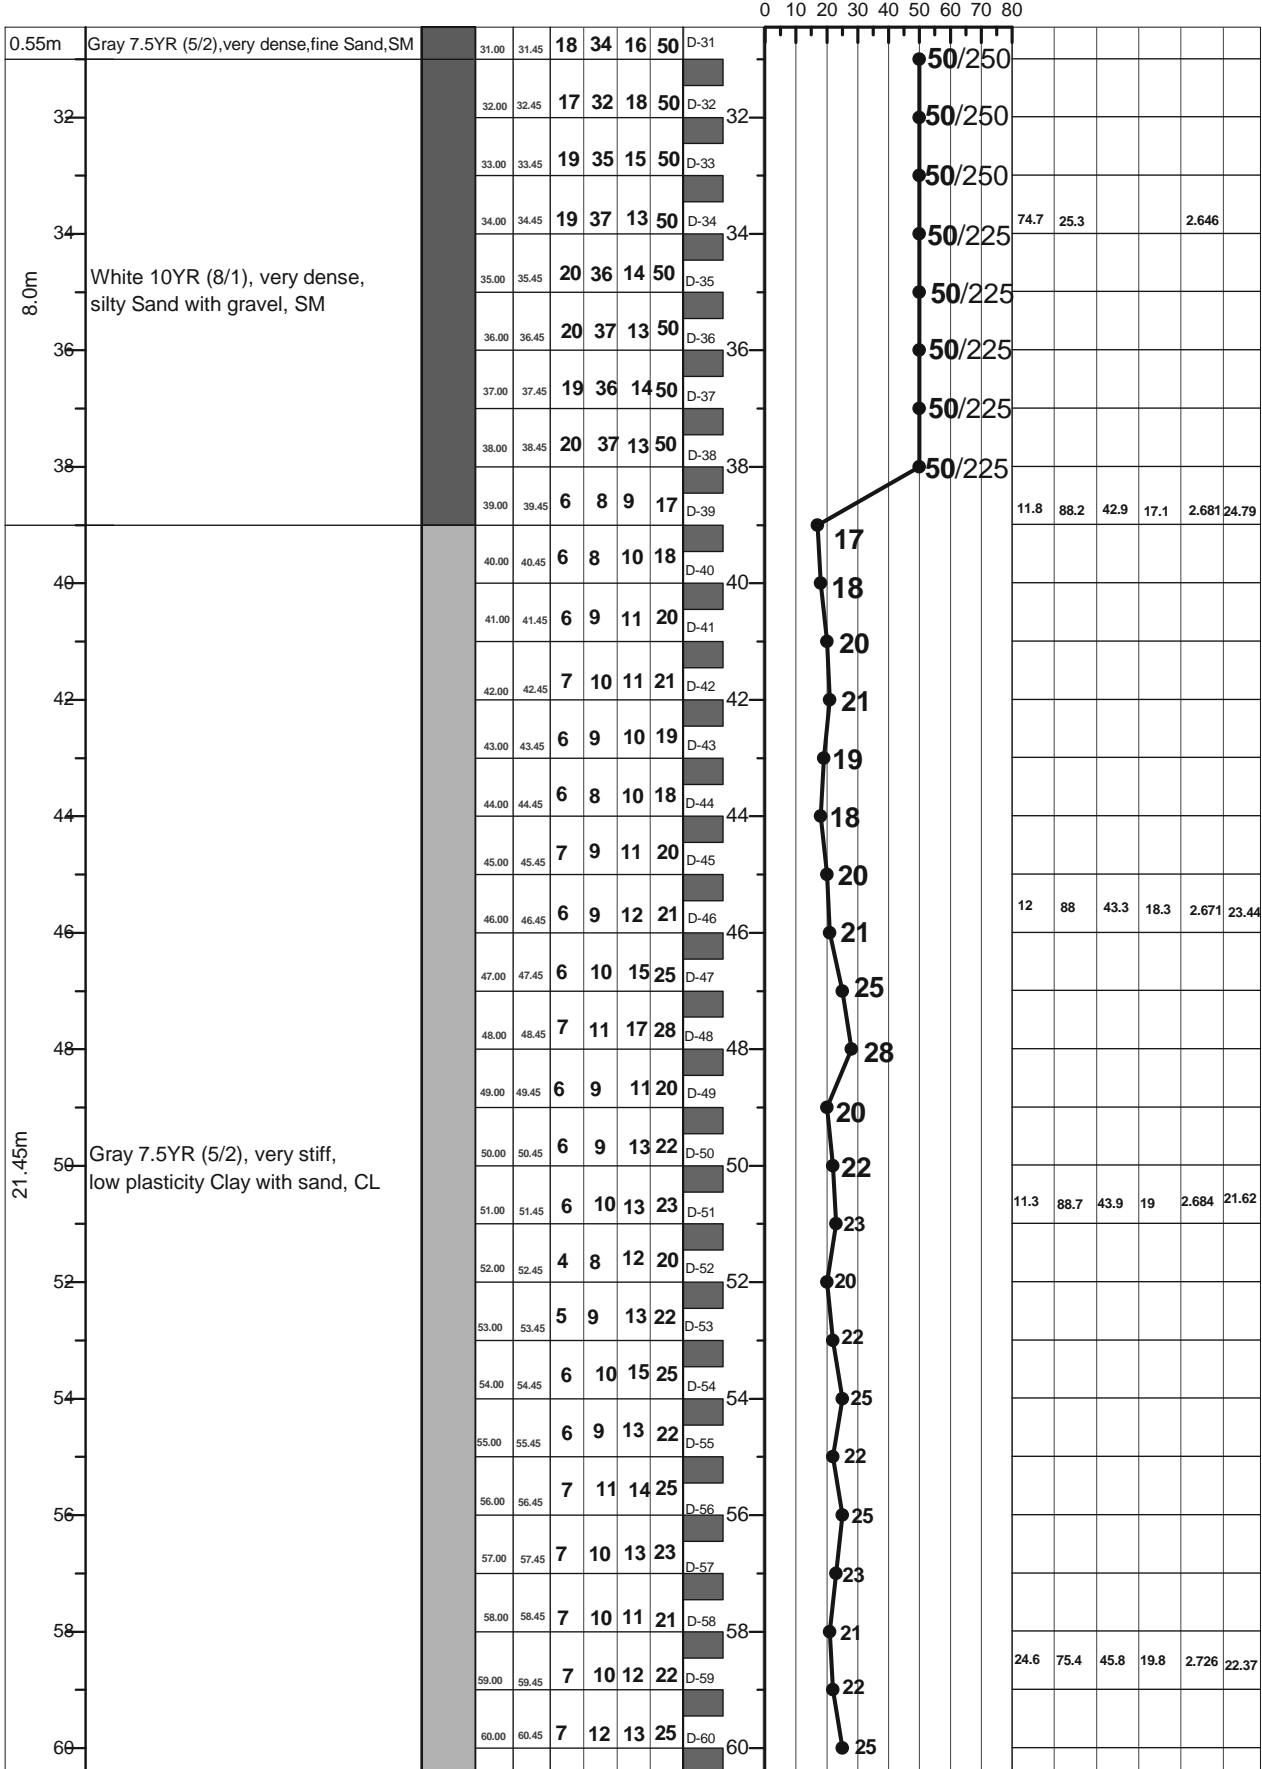 0 10 20 30 40 50 60 70 80
0.55m Gray 7.5YR (5/2),very dense,fine Sand,SM 31.00 31.45 18 34 16 50 D-31
50/250
32.00 32.45 17 32 18 50 D-32
32 32 50/250
33.00 33.45 19 35 15 50 D-33
50/250
34.00 34.45 19 37 13 50 D-34 74.7 25.3 2.646
34 34 50/225
8.0m White 10YR (8/1), very dense,
silty Sand with gravel, SM
35.00 35.45 20 36 14 50 D-35
50/225
36.00 36.45 20 37 13 50 D-36
36 36 50/225
37.00 37.45 19 36 14 50 D-37
50/225
38.00 38.45 20 37 13 50 D-38
38 38 50/225
39.00 39.45 6 8 9 17 D-39 11.8 88.2 42.9 17.1 2.681 24.79
17
40.00 40.45 6 8 10 18 D-40
40 40 18
41.00 41.45 6 9 11 20 D-41
20
42.00 42.45 7 10 11 21 D-42
42 42 21
43.00 43.45 6 9 10 19 D-43
19
44.00 44.45 6 8 10 18 D-44
44 44 18
45.00 45.45 7 9 11 20 D-45
20
46.00 46.45 6 9 12 21 D-46 12 88 43.3 18.3 2.671 23.44
46 46 21
47.00 47.45 6 10 15 25 D-47
25
48.00 48.45 7 11 17 28 D-48
48 48 28
49.00 49.45 6 9 11 20 D-49
20
21.45m Gray 7.5YR (5/2), very stiff,
low plasticity Clay with sand, CL
50.00 50.45 6 9 13 22 D-50
50 50 22
51.00 51.45 6 10 13 23 D-51 11.3 88.7 43.9 19 2.684 21.62
23
52.00 52.45 4 8 12 20 D-52
52 52 20
53.00 53.45 5 9 13 22 D-53
22
54.00 54.45 6 10 15 25 D-54
54 54 25
55.00 55.45 6 9 13 22 D-55
22
56.00 56.45 7 11 14 25 D-56
56 56 25
57.00 57.45 7 10 13 23 D-57
23
58.00 58.45 7 10 11 21 D-58
58 58 21
59.00 59.45 7 10 12 22 D-59 24.6 75.4 45.8 19.8 2.726 22.37
22
60.00 60.45 7 12 13 25 D-60
60 60 25